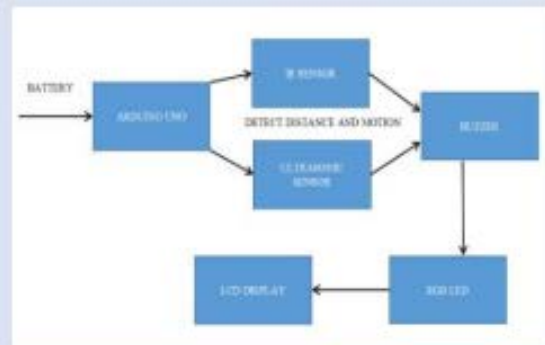 IR SENSOR
BATTERY
ARDUINO UNO
DETECT DISTANCE AND MOTION
BUZZER
ULTRASONIC
SENSOR
LCD DISPLAY
RGB LED